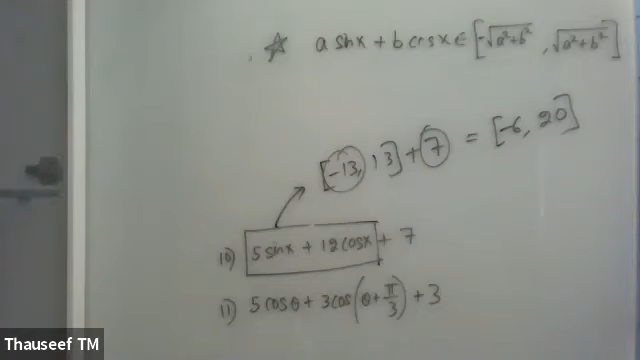 ☆ a sinx + b cosx ∈ [-√a²+b², √a²+b²]
[-13, 13] + 7 = [-6, 20]
10) 5 sinx + 12 cosx + 7
11) 5 cosθ + 3 cos(θ + π/3) + 3
Thauseef TM